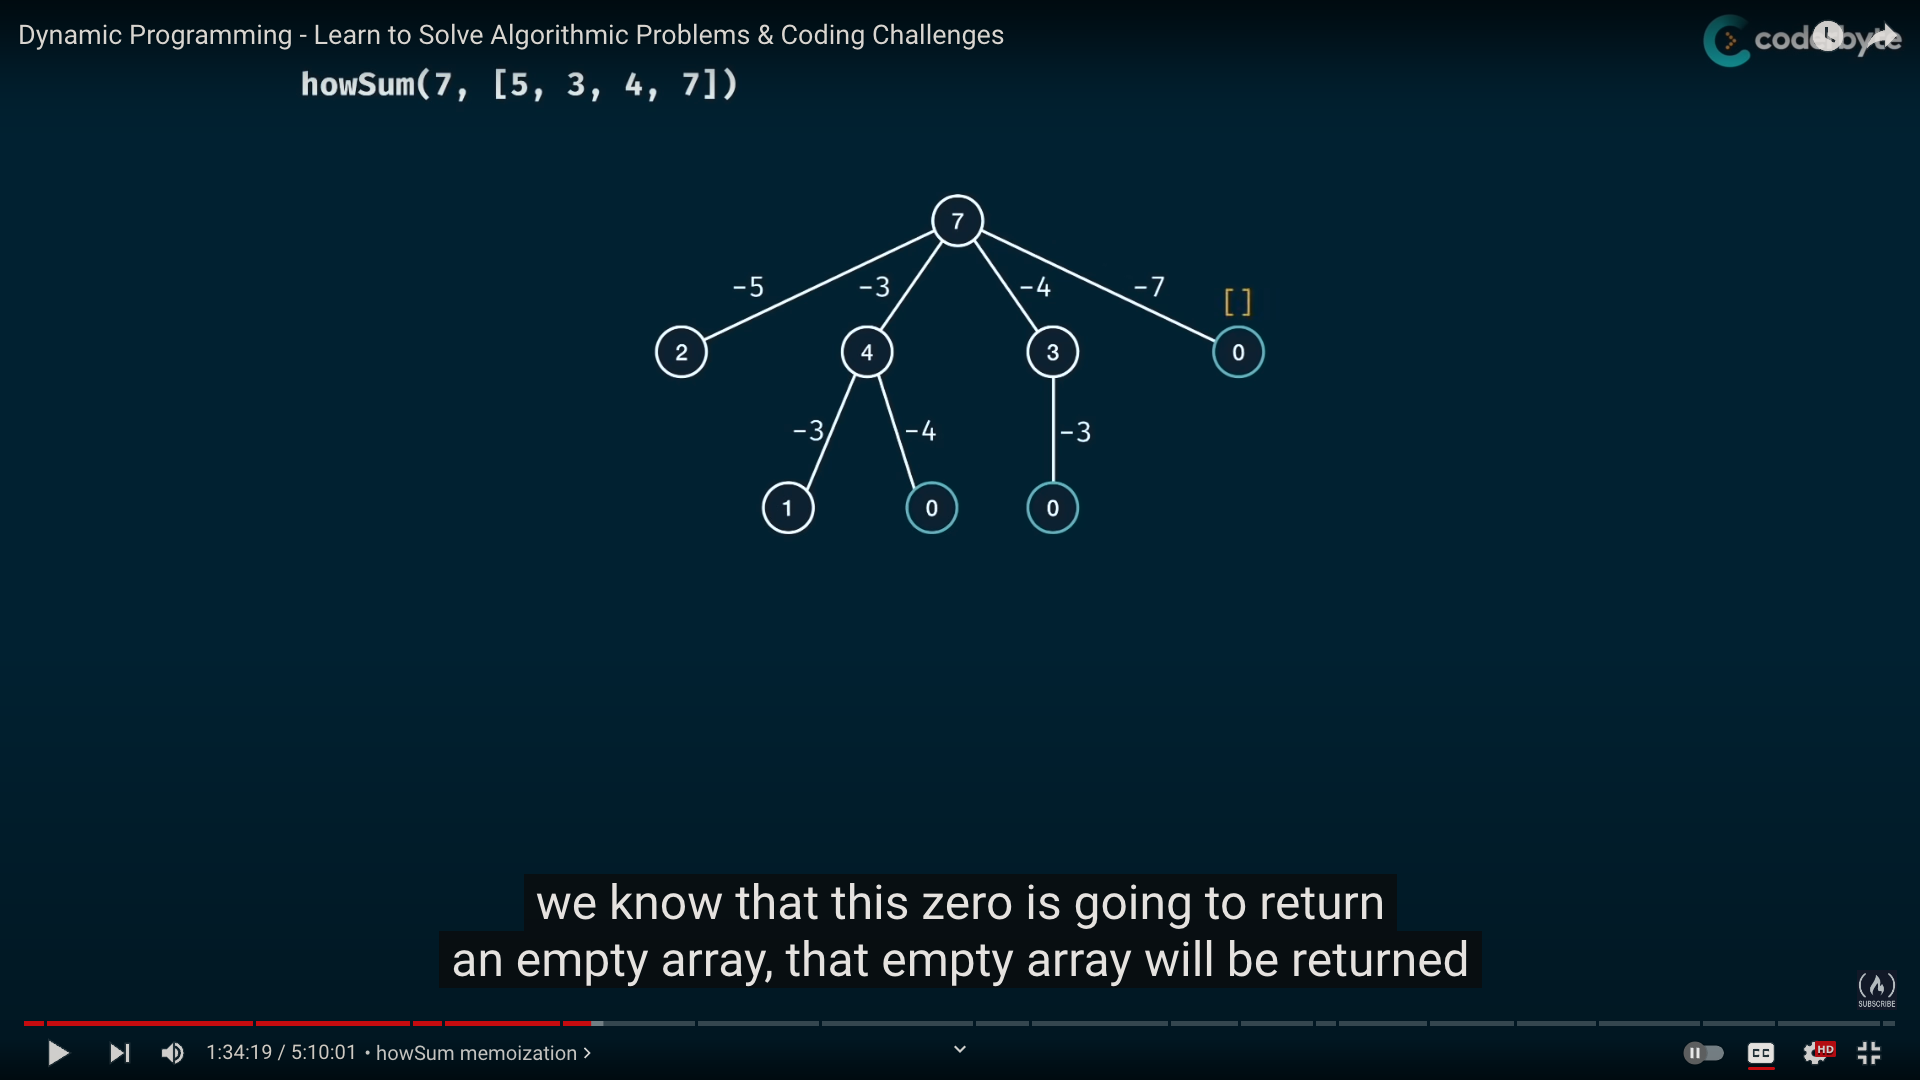 Dynamic Programming - Learn to Solve Algorithmic Problems & Coding Challenges
coderbyte
howSum(7, [5, 3, 4, 7])
7
-5 -3 -4 -7 []
2 4 3 0
-3 -4 -3
1 0 0
we know that this zero is going to return
an empty array, that empty array will be returned
SUBSCRIBE
1:34:19 / 5:10:01 • howSum memoization >
CC HD